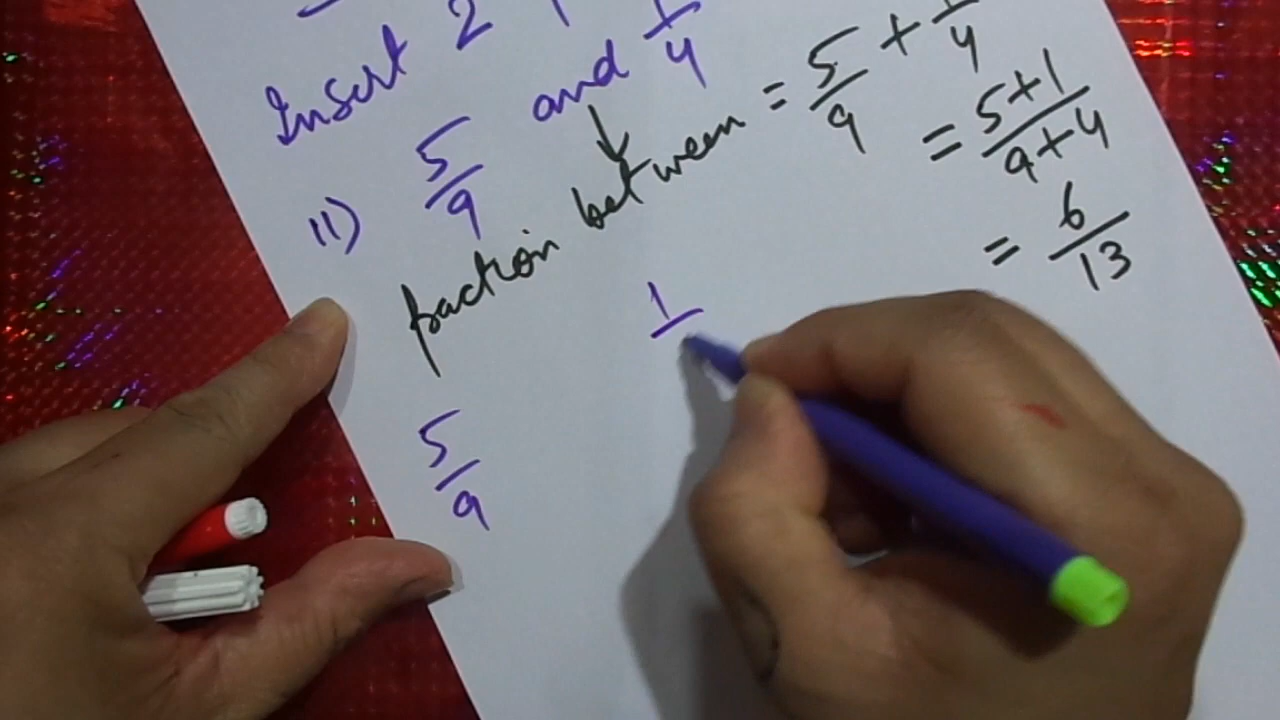 Insert 2
11) 5/9 and 1/4
fraction between = 5/9 + 1/4
= 5+1/9+4
= 6/13
5/9 1/